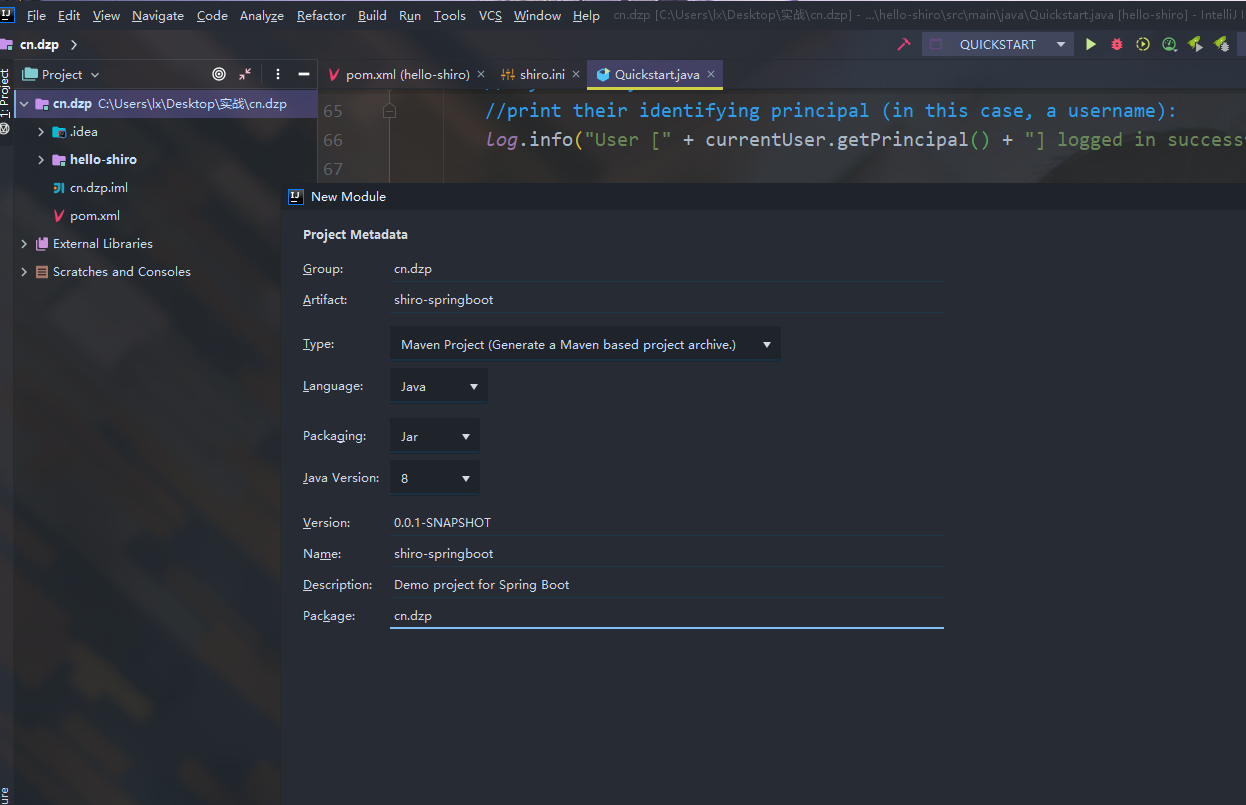 File Edit View Navigate Code Analyze Refactor Build Run Tools VCS Window Help cn.dzp [C:\Users\lx\Desktop\实战\cn.dzp] - ...\hello-shiro\src\main\java\Quickstart.java [hello-shiro] - IntelliJ I
cn.dzp QUICKSTART
1: Project
Project pom.xml (hello-shiro) shiro.ini Quickstart.java
cn.dzp C:\Users\lx\Desktop\实战\cn.dzp
.idea
hello-shiro
cn.dzp.iml
pom.xml
External Libraries
Scratches and Consoles
65 //print their identifying principal (in this case, a username):
66 log.info("User [" + currentUser.getPrincipal() + "] logged in success
67
New Module
Project Metadata
Group: cn.dzp
Artifact: shiro-springboot
Type: Maven Project (Generate a Maven based project archive.)
Language: Java
Packaging: Jar
Java Version: 8
Version: 0.0.1-SNAPSHOT
Name: shiro-springboot
Description: Demo project for Spring Boot
Package: cn.dzp
ure